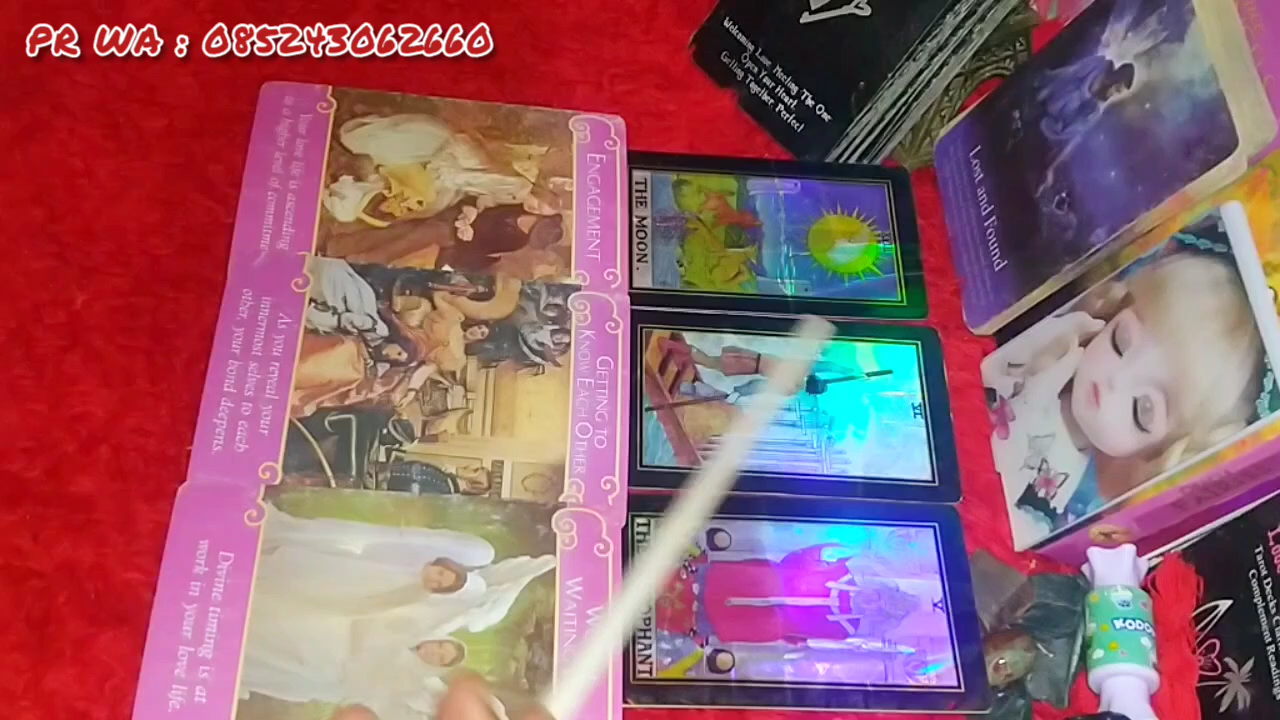 PR WA : 085243062660
Welcoming Love, Meeting The One
Open Your Heart,
Getting Together, Perfect
Lost and Found
ENGAGEMENT
Your love life is ascending
to a higher level of
THE MOON.
GETTING TO
KNOW EACH OTHER
As you reveal your
innermost selves to each
other, your bond deepens.
VI
Divine timing is at
work in your love life.
Tarot Decks
Complement Reading